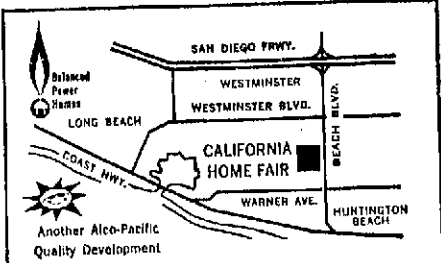 SAN DIEGO FRWY.
Balanced
Power
Homes
WESTMINSTER
WESTMINSTER BLVD.
LONG BEACH
BEACH BLVD.
CALIFORNIA
HOME FAIR
COAST HWY.
WARNER AVE.
HUNTINGTON
BEACH
Another Alco-Pacific
Quality Development